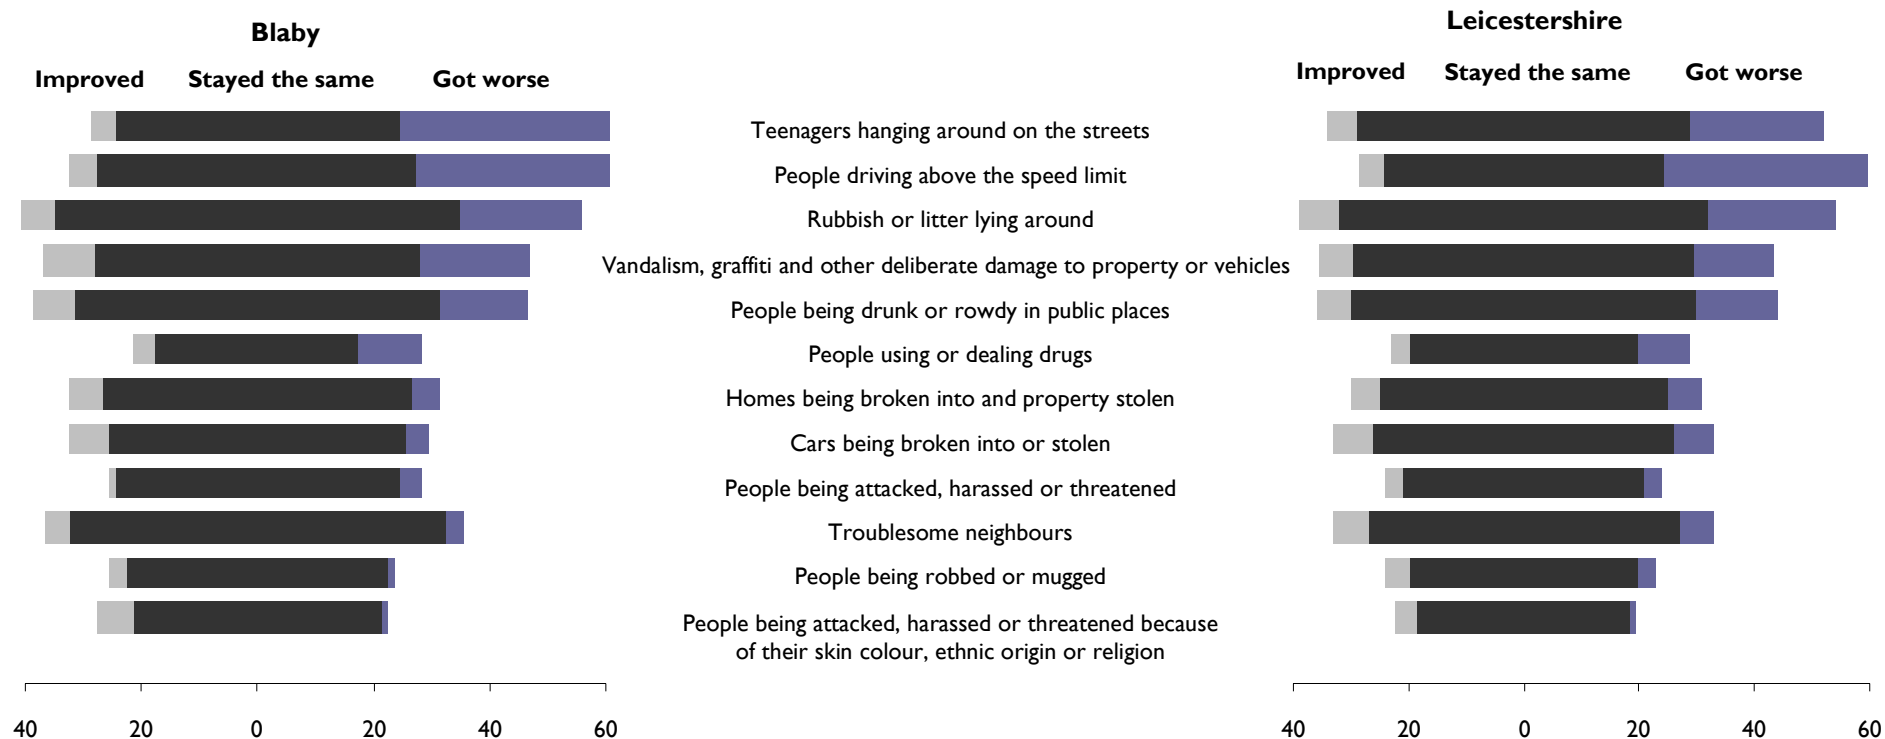 Blaby
Improved Stayed the same Got worse
Leicestershire
Improved Stayed the same Got worse
Teenagers hanging around on the streets
People driving above the speed limit
Rubbish or litter lying around
Vandalism, graffiti and other deliberate damage to property or vehicles
People being drunk or rowdy in public places
People using or dealing drugs
Homes being broken into and property stolen
Cars being broken into or stolen
People being attacked, harassed or threatened
Troublesome neighbours
People being robbed or mugged
People being attacked, harassed or threatened because
of their skin colour, ethnic origin or religion
40 20 0 20 40 60
40 20 0 20 40 60